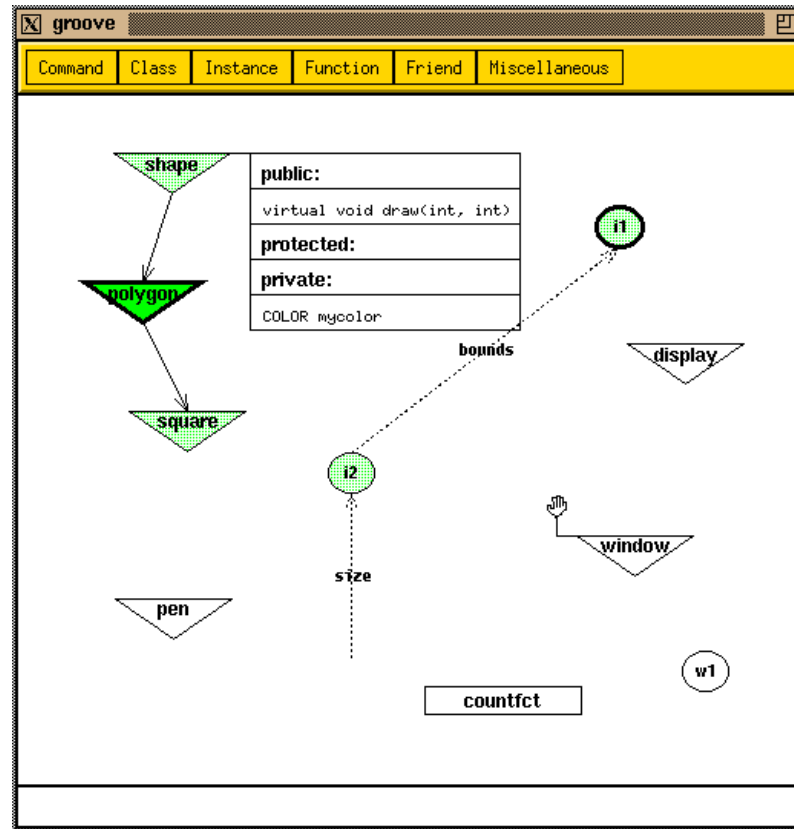 X groove
Command Class Instance Function Friend Miscellaneous
shape
public:
virtual void draw(int, int)
protected:
private:
COLOR mycolor
i1
polygon
bounds
display
square
i2
window
size
pen
w1
countfct